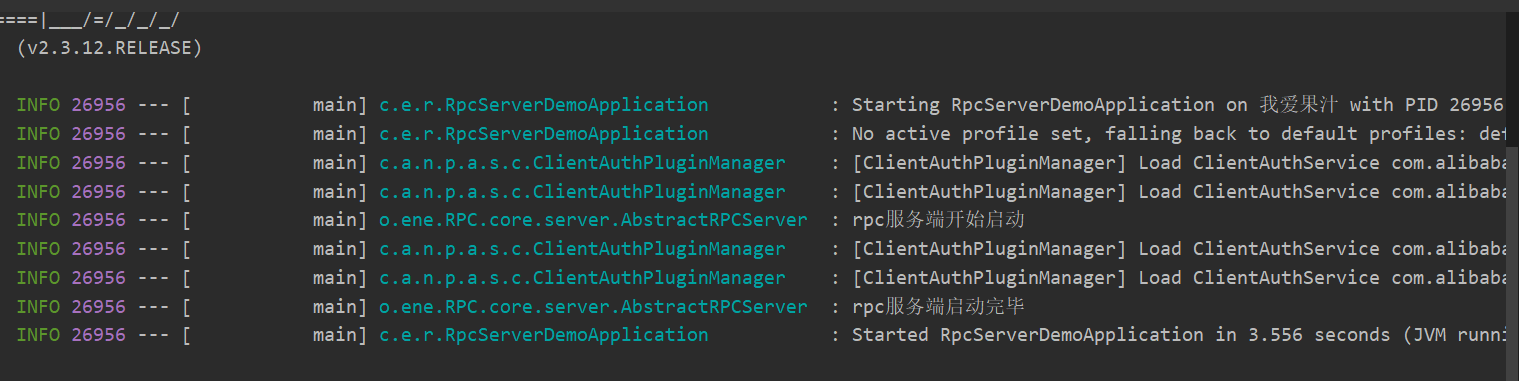 ====|___/=/_/_/_/
(v2.3.12.RELEASE)
INFO 26956 --- [           main] c.e.r.RpcServerDemoApplication           : Starting RpcServerDemoApplication on 我爱果汁 with PID 26956
INFO 26956 --- [           main] c.e.r.RpcServerDemoApplication           : No active profile set, falling back to default profiles: def
INFO 26956 --- [           main] c.a.n.p.a.s.c.ClientAuthPluginManager    : [ClientAuthPluginManager] Load ClientAuthService com.alibaba
INFO 26956 --- [           main] c.a.n.p.a.s.c.ClientAuthPluginManager    : [ClientAuthPluginManager] Load ClientAuthService com.alibaba
INFO 26956 --- [           main] o.ene.RPC.core.server.AbstractRPCServer  : rpc服务端开始启动
INFO 26956 --- [           main] c.a.n.p.a.s.c.ClientAuthPluginManager    : [ClientAuthPluginManager] Load ClientAuthService com.alibaba
INFO 26956 --- [           main] c.a.n.p.a.s.c.ClientAuthPluginManager    : [ClientAuthPluginManager] Load ClientAuthService com.alibaba
INFO 26956 --- [           main] o.ene.RPC.core.server.AbstractRPCServer  : rpc服务端启动完毕
INFO 26956 --- [           main] c.e.r.RpcServerDemoApplication           : Started RpcServerDemoApplication in 3.556 seconds (JVM runni